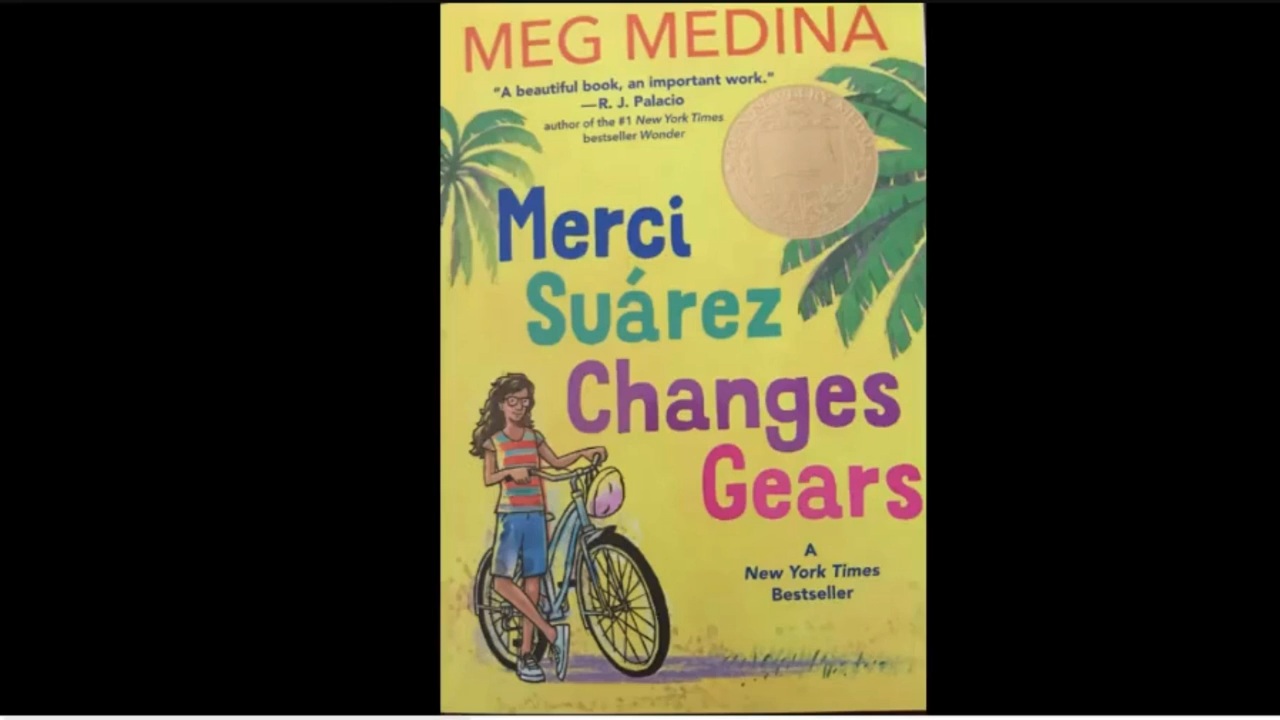 MEG MEDINA
"A beautiful book, an important work."
—R. J. Palacio
author of the #1 New York Times
bestseller Wonder
Merci
Suárez
Changes
Gears
A
New York Times
Bestseller